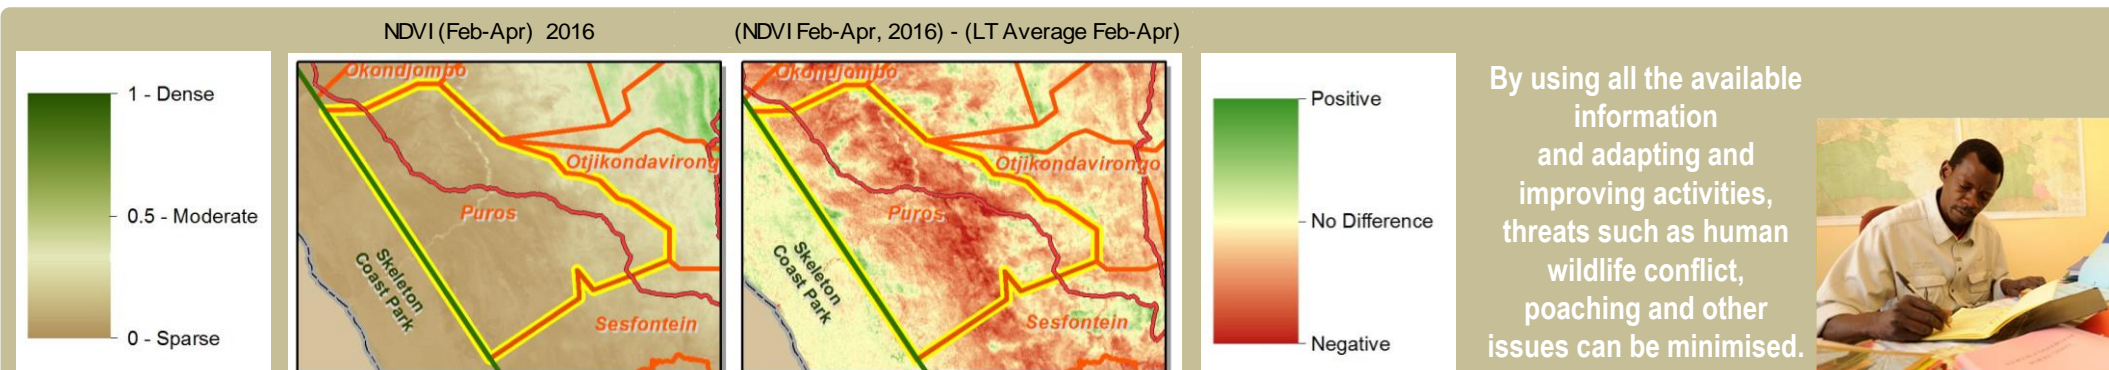 NDVI (Feb-Apr) 2016
(NDVI Feb-Apr, 2016) - (LT Average Feb-Apr)
1 - Dense
0.5 - Moderate
0 - Sparse
Okondjombo
Otjikondavirong
Puros
Skeleton
Coast Park
Sesfontein
Okondjombo
Otjikondavirongo
Puros
Skeleton
Coast Park
Sesfontein
Positive
No Difference
Negative
By using all the available
information
and adapting and
improving activities,
threats such as human
wildlife conflict,
poaching and other
issues can be minimised.